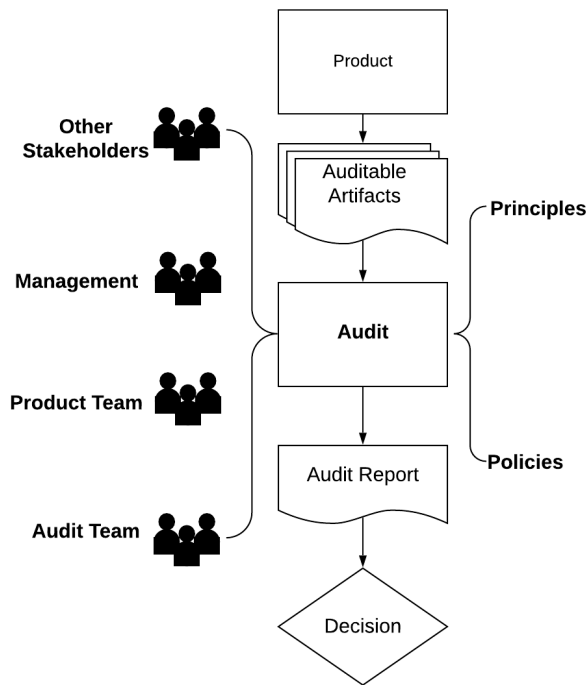 Product
Other
Stakeholders
Auditable
Artifacts
Principles
Management
Audit
Product Team
Policies
Audit Report
Audit Team
Decision